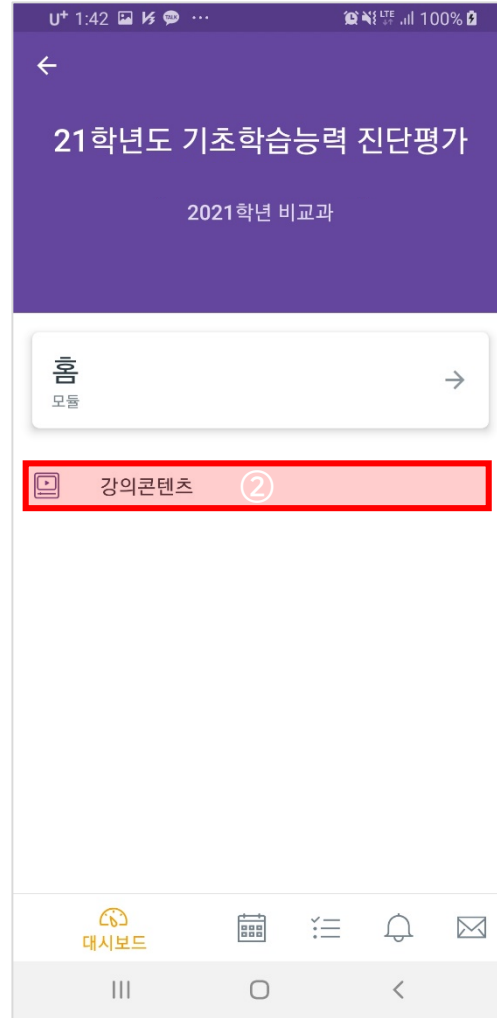 U+ 1:42 ··· LTE 100%
21학년도 기초학습능력 진단평가
2021학년 비교과
홈
모듈
강의콘텐츠 ②
대시보드